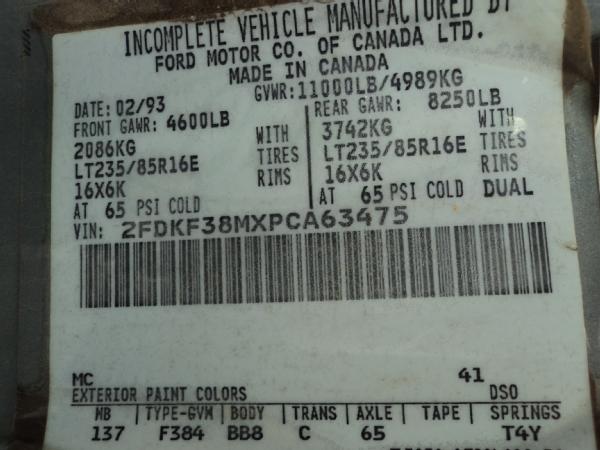 INCOMPLETE VEHICLE MANUFACTURED BY
FORD MOTOR CO. OF CANADA LTD.
MADE IN CANADA
GVWR:11000LB/4989KG
DATE: 02/93
FRONT GAWR: 4600LB
2086KG WITH
LT235/85R16E TIRES
16X6K RIMS
AT 65 PSI COLD
REAR GAWR: 8250LB
3742KG WITH
LT235/85R16E TIRES
16X6K RIMS
AT 65 PSI COLD DUAL
VIN: 2FDKF38MXPCA63475
MC 41
EXTERIOR PAINT COLORS DSO
WB | TYPE-GVM | BODY | TRANS | AXLE | TAPE | SPRINGS
137 F384 BB8 C 65 T4Y